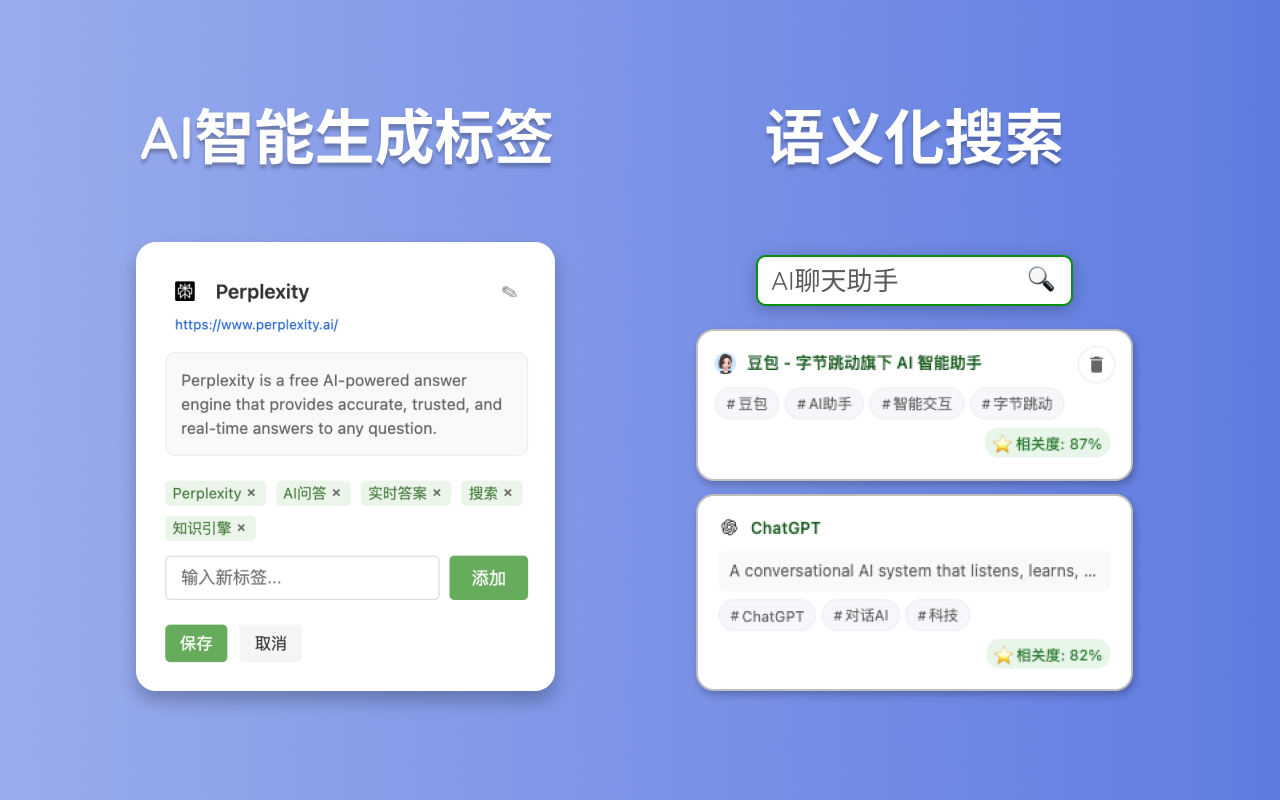 AI智能生成标签
Perplexity
https://www.perplexity.ai/
Perplexity is a free AI-powered answer
engine that provides accurate, trusted, and
real-time answers to any question.
Perplexity × AI问答 × 实时答案 × 搜索 ×
知识引擎 ×
输入新标签... 添加
保存 取消
语义化搜索
AI聊天助手
豆包 - 字节跳动旗下 AI 智能助手
#豆包 #AI助手 #智能交互 #字节跳动
相关度: 87%
ChatGPT
A conversational AI system that listens, learns, ...
#ChatGPT #对话AI #科技
相关度: 82%